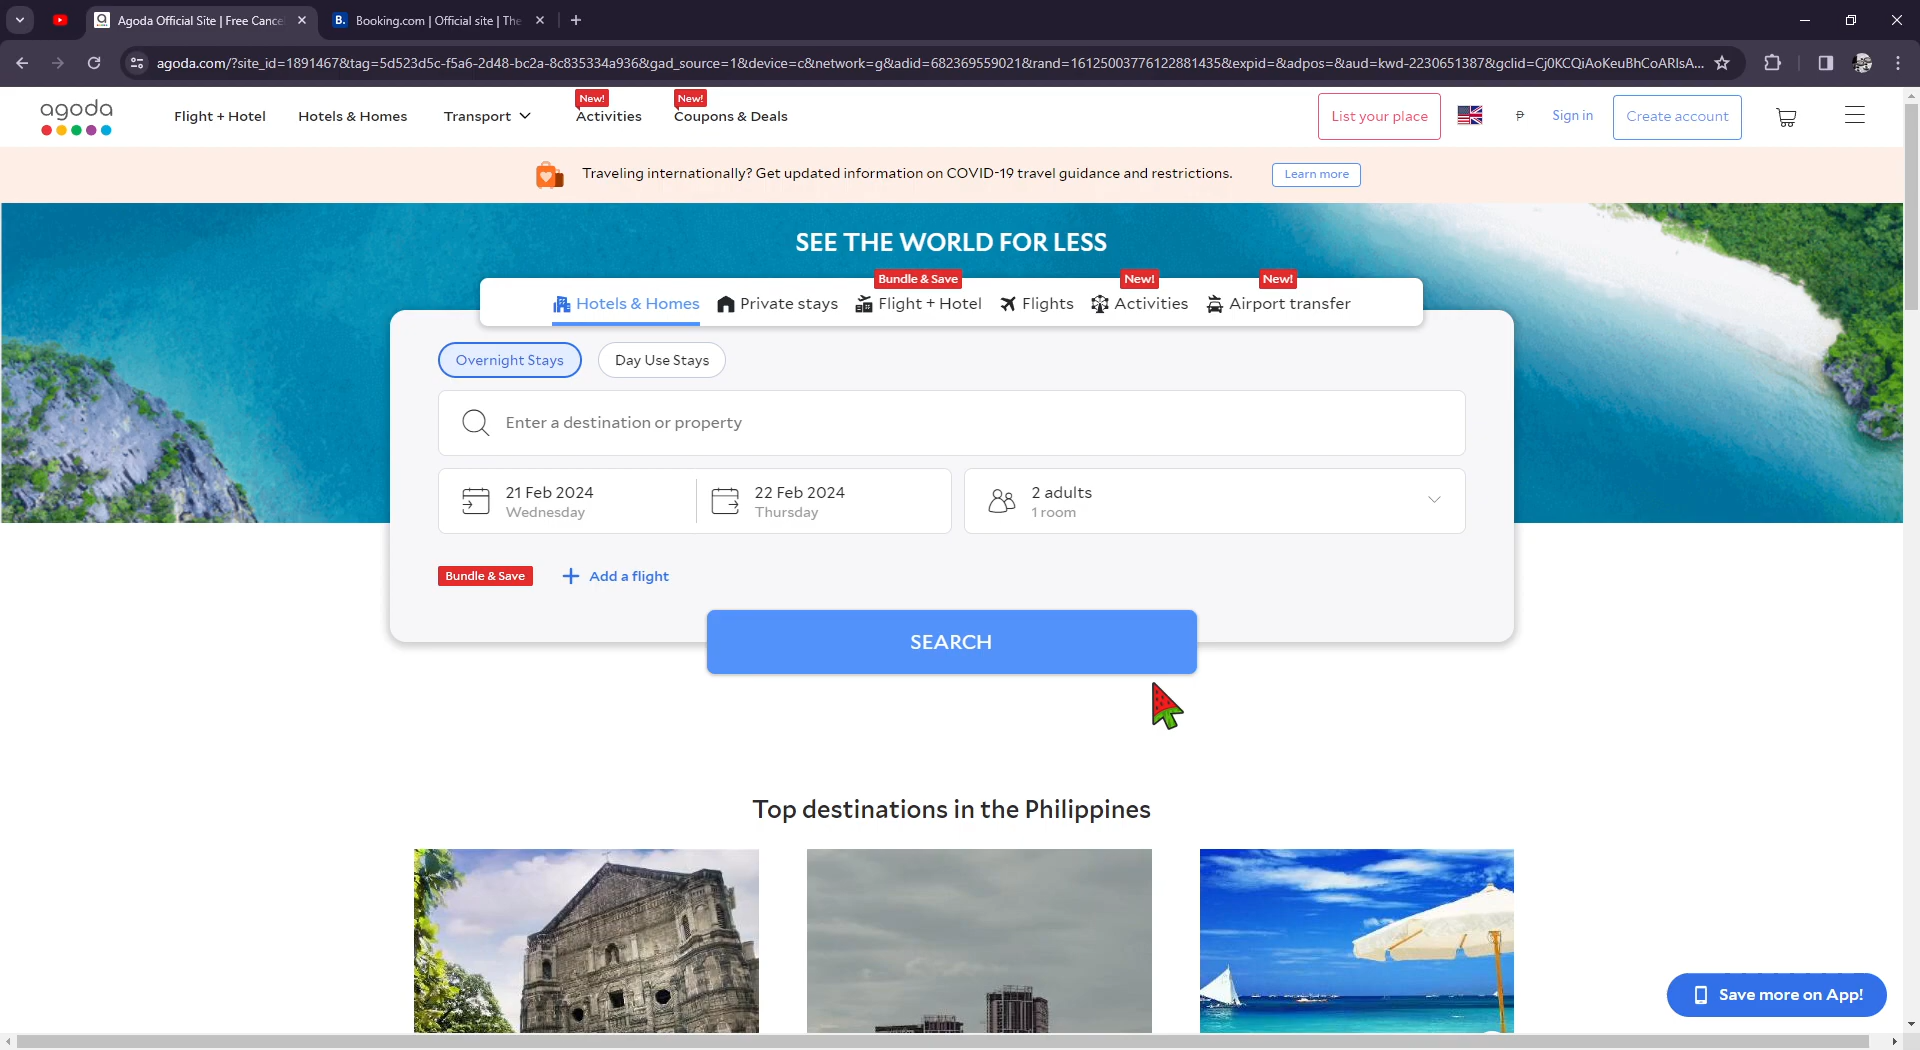 Agoda Official Site | Free Cance
Booking.com | Official site | The
agoda.com/?site_id=1891467&tag=5d523d5c-f5a6-2d48-bc2a-8c835334a936&gad_source=1&device=c&network=g&adid=682369559021&rand=16125003776122881435&expid=&adpos=&aud=kwd-2230651387&gclid=Cj0KCQiAoKeuBhCoARIsA...
agoda
Flight + Hotel
Hotels & Homes
Transport
New!
Activities
New!
Coupons & Deals
List your place
₱
Sign in
Create account
Traveling internationally? Get updated information on COVID-19 travel guidance and restrictions.
Learn more
SEE THE WORLD FOR LESS
Hotels & Homes
Private stays
Bundle & Save
Flight + Hotel
Flights
New!
Activities
New!
Airport transfer
Overnight Stays
Day Use Stays
Enter a destination or property
21 Feb 2024
Wednesday
22 Feb 2024
Thursday
2 adults
1 room
Bundle & Save
+ Add a flight
SEARCH
Top destinations in the Philippines
Save more on App!